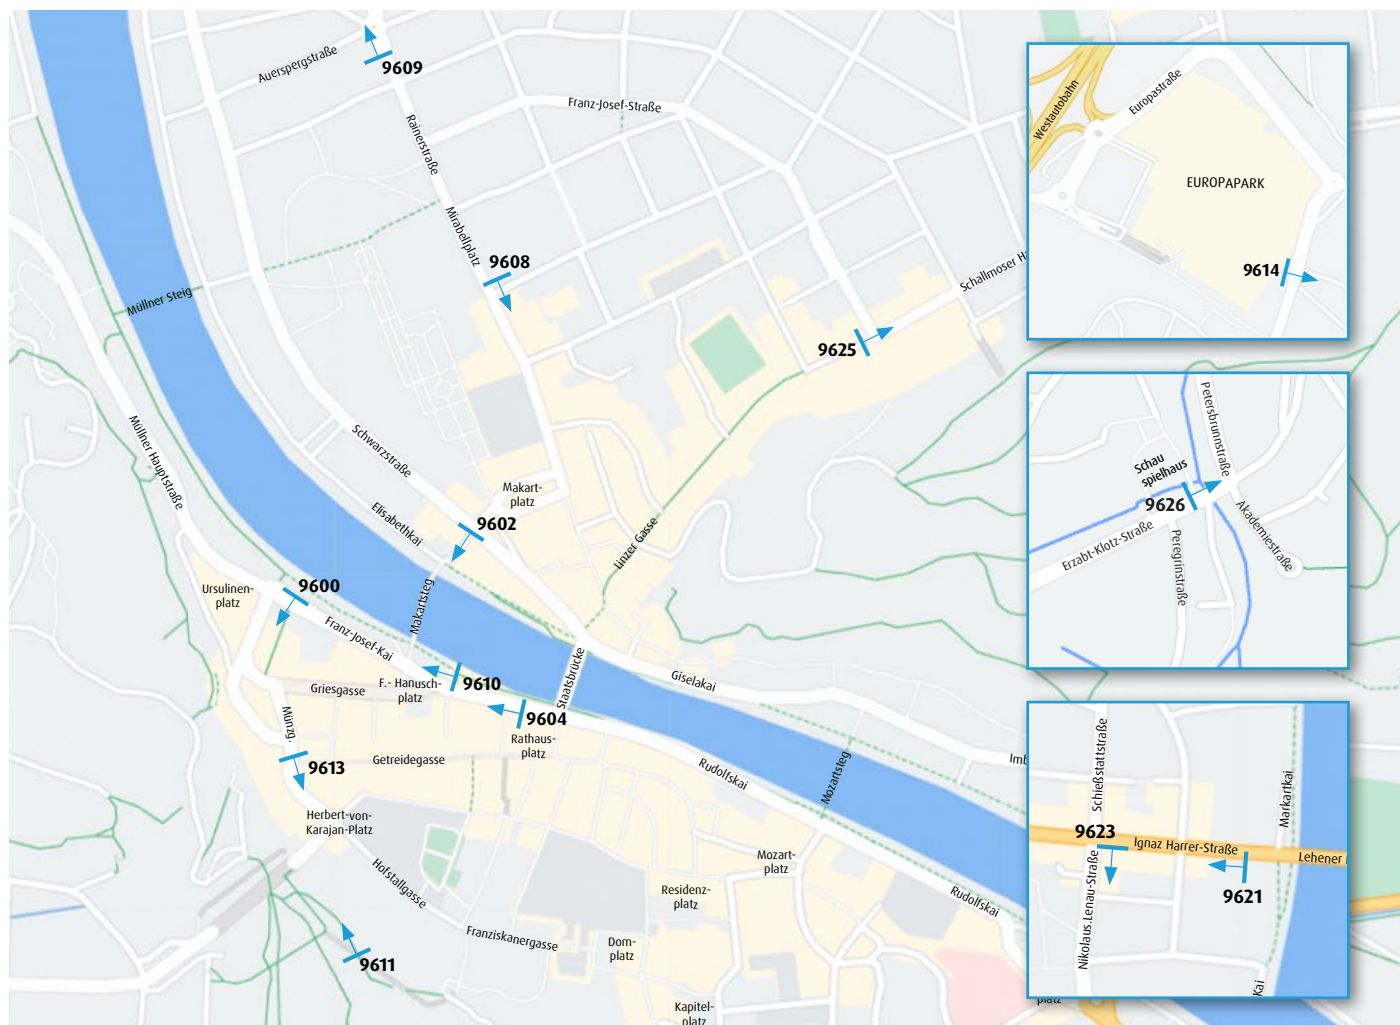 Auerspergstraße
9609
Franz-Josef-Straße
Rainerstraße
Mirabellplatz
9608
Müllner Steig
9625
Schallmoser Ha
Müllner Hauptstraße
Schwarzstraße
Elisabethkai
Makart-
platz
9602
Linzer Gasse
Ursulinen-
platz
9600
Makartsteg
Franz-Josef-Kai
Griesgasse
F.- Hanusch-
platz
9610
Staatsbrücke
Giselakai
9604
Rathaus-
platz
Münzg.
9613
Getreidegasse
Rudolfskai
Mozartsteg
Imb
Herbert-von-
Karajan-Platz
Hofstallgasse
Mozart-
platz
Residenz-
platz
Rudolfskai
Franziskanergasse
Dom-
platz
9611
Kapitel-
platz
platz
Westautobahn
Europastraße
EUROPAPARK
9614
Petersbrunnstraße
Schau
spielhaus
9626
Erzabt-Klotz-Straße
Akademiestraße
Peregrinstraße
Schießstattstraße
Markartkai
9623
Ignaz Harrer-Straße
Lehener
9621
Nikolaus.Lenau-Straße
Kai